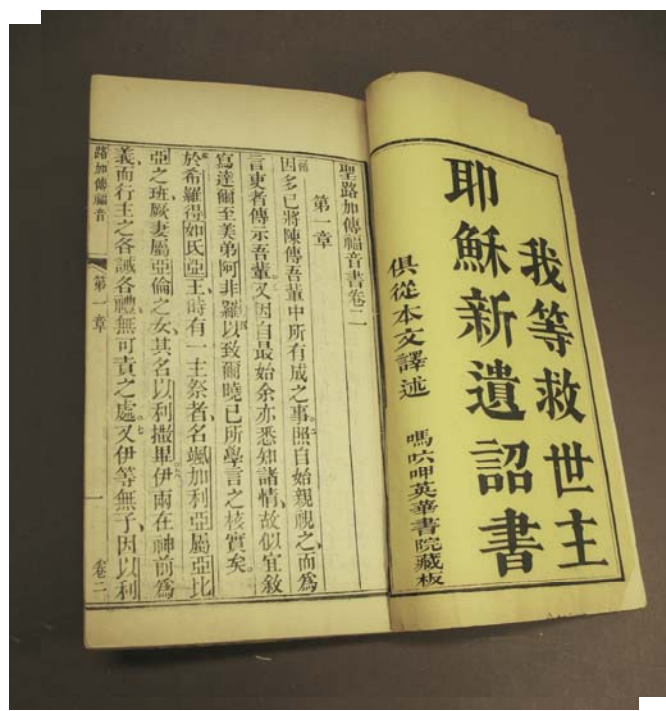 我等救世主
耶穌新遺詔書
俱從本文譯述
嗎㕭呷英華書院藏板
聖路加傳福音書卷二
第一章
因多已將陳傳吾輩中所有成之事照自始親視之而為
言吏者傳示吾輩又因自最始余亦悉知諸情故似宜敘
寫達爾至美弟阿非羅以致爾曉已所學言之核實矣
於希羅得如氏亞王時有一主祭者名颯加利亞屬亞比
亞之班厥妻屬亞倫之女其名以利撒畢伊兩在神前為
義而行主之各誡各禮無可責之處又伊等無子因以利
路加傳福音
第一章
一
卷二